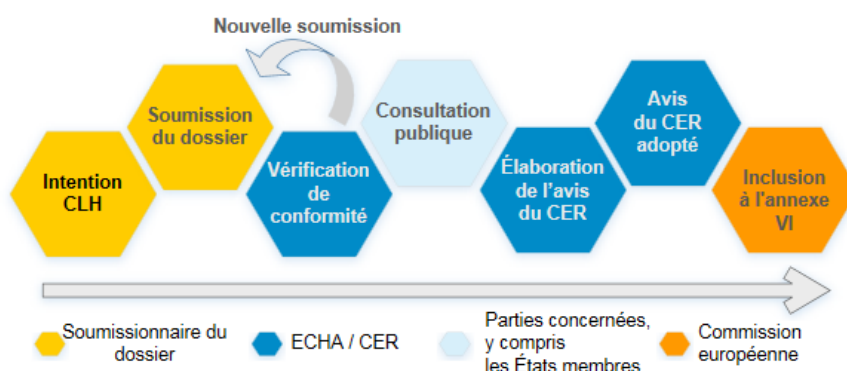 Nouvelle soumission
Intention
CLH
Soumission
du dossier
Vérification
de
conformité
Consultation
publique
Élaboration
de l'avis
du CER
Avis
du CER
adopté
Inclusion
à l'annexe
VI
Soumissionnaire du
dossier
ECHA / CER
Parties concernées,
y compris
les États membres
Commission
européenne